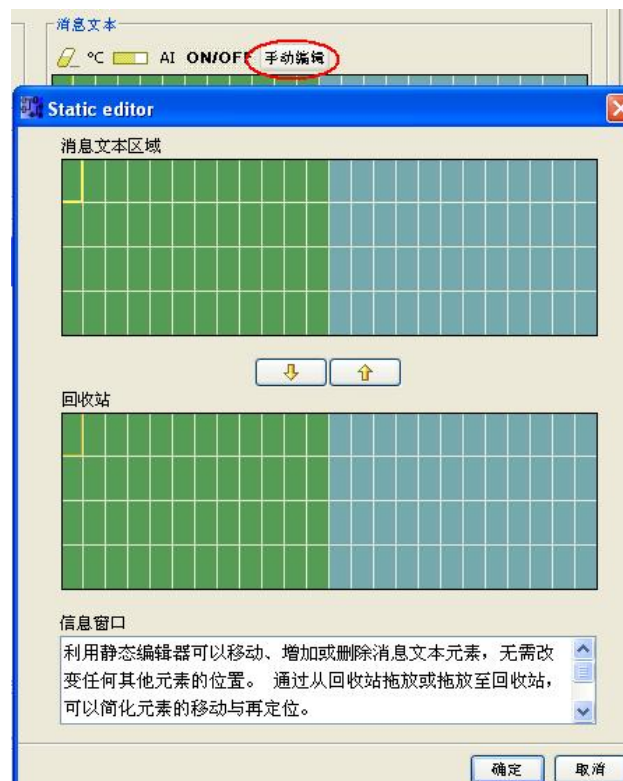 消息文本
℃ AI ON/OFF 手动编辑
Static editor
消息文本区域
回收站
信息窗口
利用静态编辑器可以移动、增加或删除消息文本元素，无需改
变任何其他元素的位置。 通过从回收站拖放或拖放至回收站，
可以简化元素的移动与再定位。
确定 取消